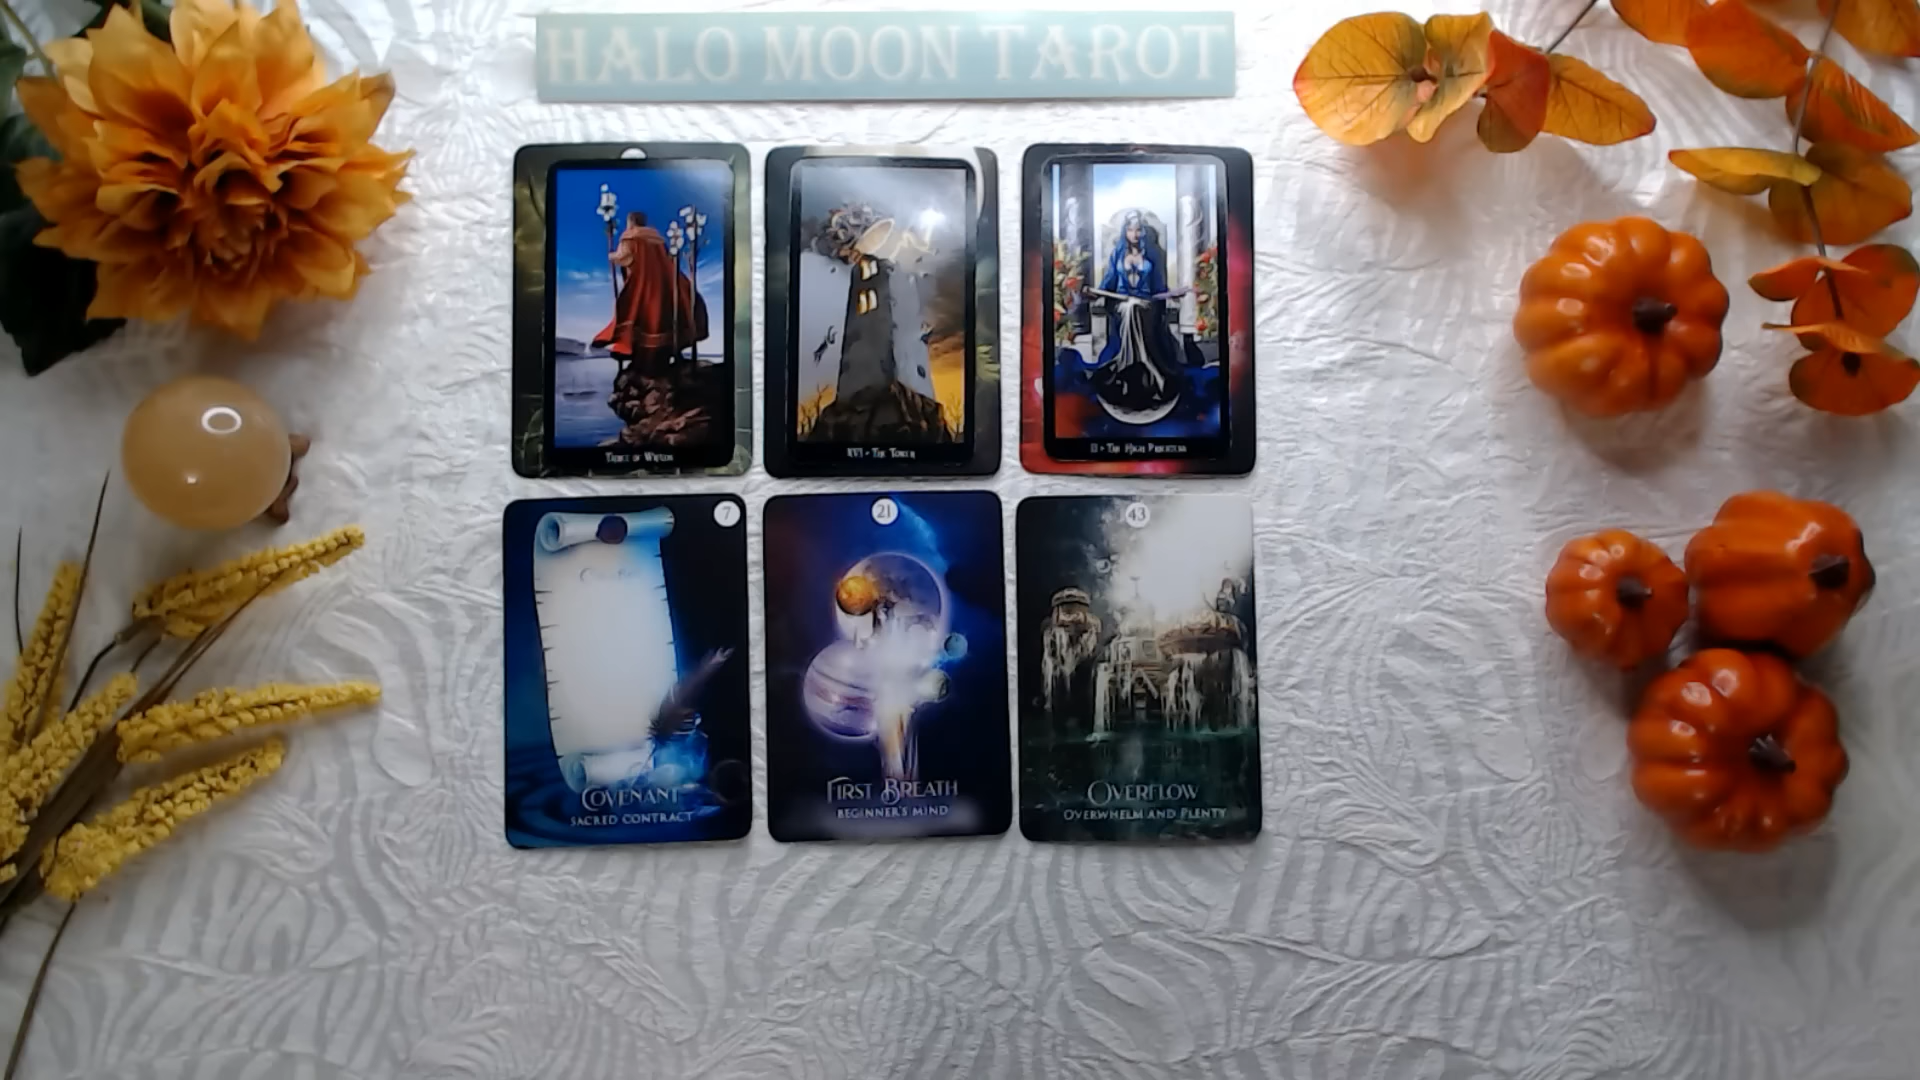 HALO MOON TAROT
THREE OF WANDS
XVI - THE TOWER
II - THE HIGH PRIESTESS
7
COVENANT
SACRED CONTRACT
21
FIRST BREATH
BEGINNER'S MIND
43
OVERFLOW
OVERWHELM AND PLENTY